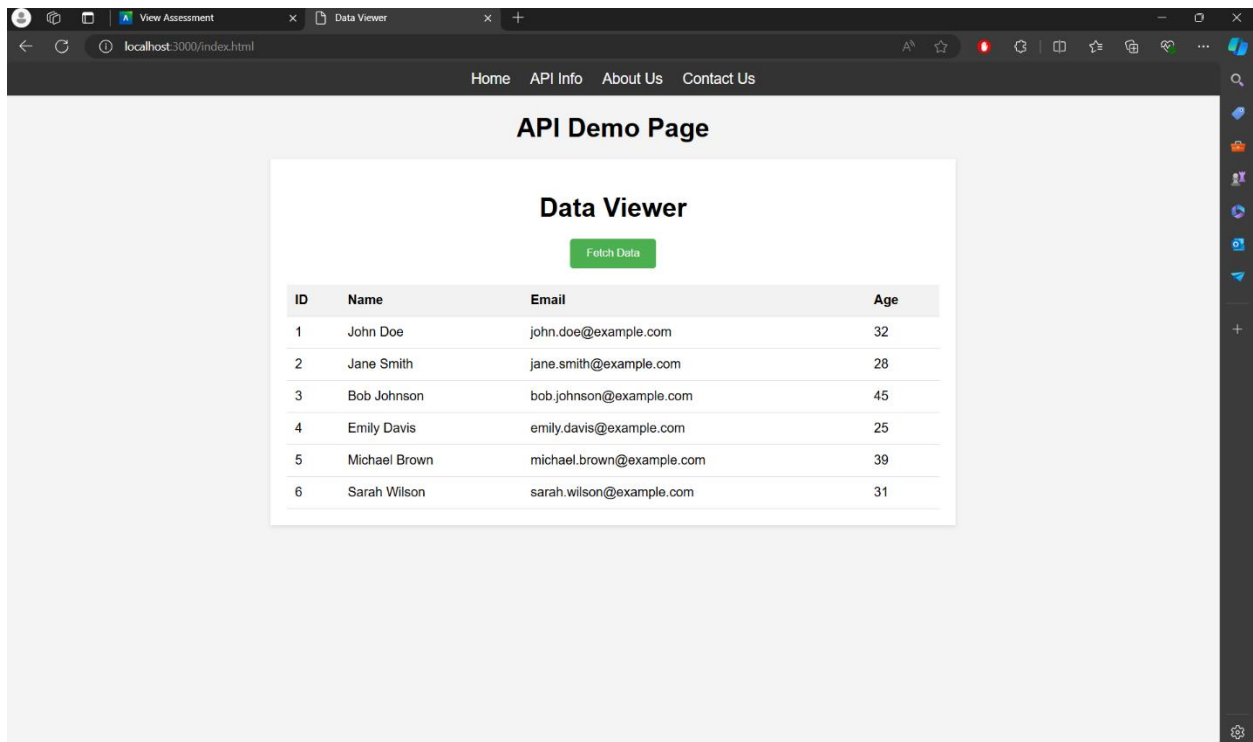 View Assessment Data Viewer
localhost:3000/index.html
Home API Info About Us Contact Us
API Demo Page
Data Viewer
Fetch Data
ID Name Email Age
1 John Doe john.doe@example.com 32
2 Jane Smith jane.smith@example.com 28
3 Bob Johnson bob.johnson@example.com 45
4 Emily Davis emily.davis@example.com 25
5 Michael Brown michael.brown@example.com 39
6 Sarah Wilson sarah.wilson@example.com 31